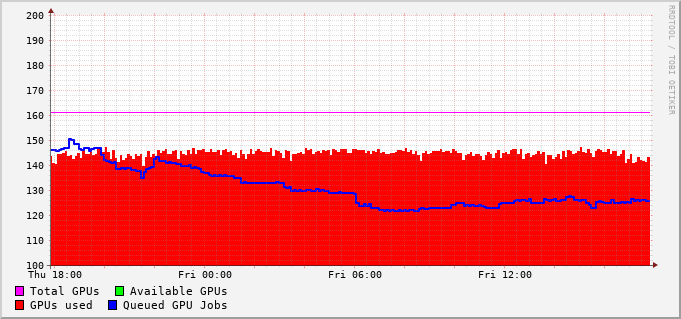 200
190
180
170
160
150
140
130
120
110
100
Thu 18:00 Fri 00:00 Fri 06:00 Fri 12:00
Total GPUs Available GPUs
GPUs used Queued GPU Jobs
RRDTOOL / TOBI OETIKER